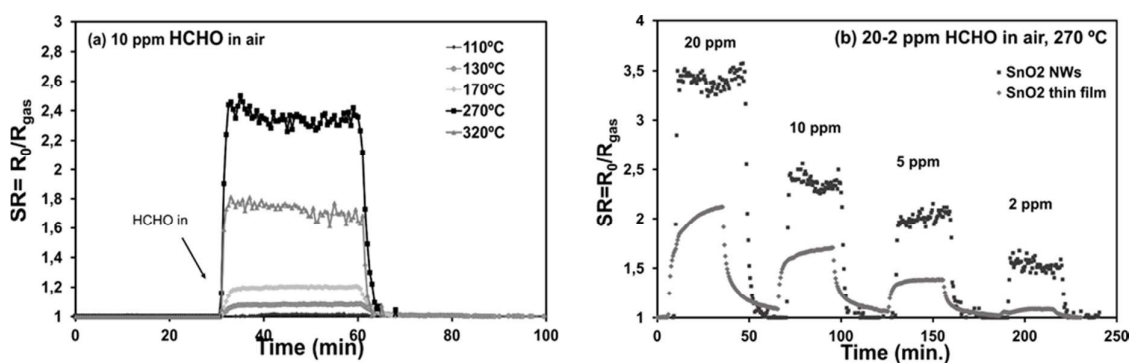 (a) 10 ppm HCHO in air
SR= R₀/R_gas
3
2,8
2,6
2,4
2,2
2
1,8
1,6
1,4
1,2
1
110ºC
130ºC
170ºC
270ºC
320ºC
HCHO in
0
20
40
60
80
100
Time (min)
(b) 20-2 ppm HCHO in air, 270 ºC
SR=R₀/R_gas
4
3,5
3
2,5
2
1,5
1
20 ppm
10 ppm
5 ppm
2 ppm
SnO2 NWs
SnO2 thin film
0
50
100
150
200
250
Time (min.)